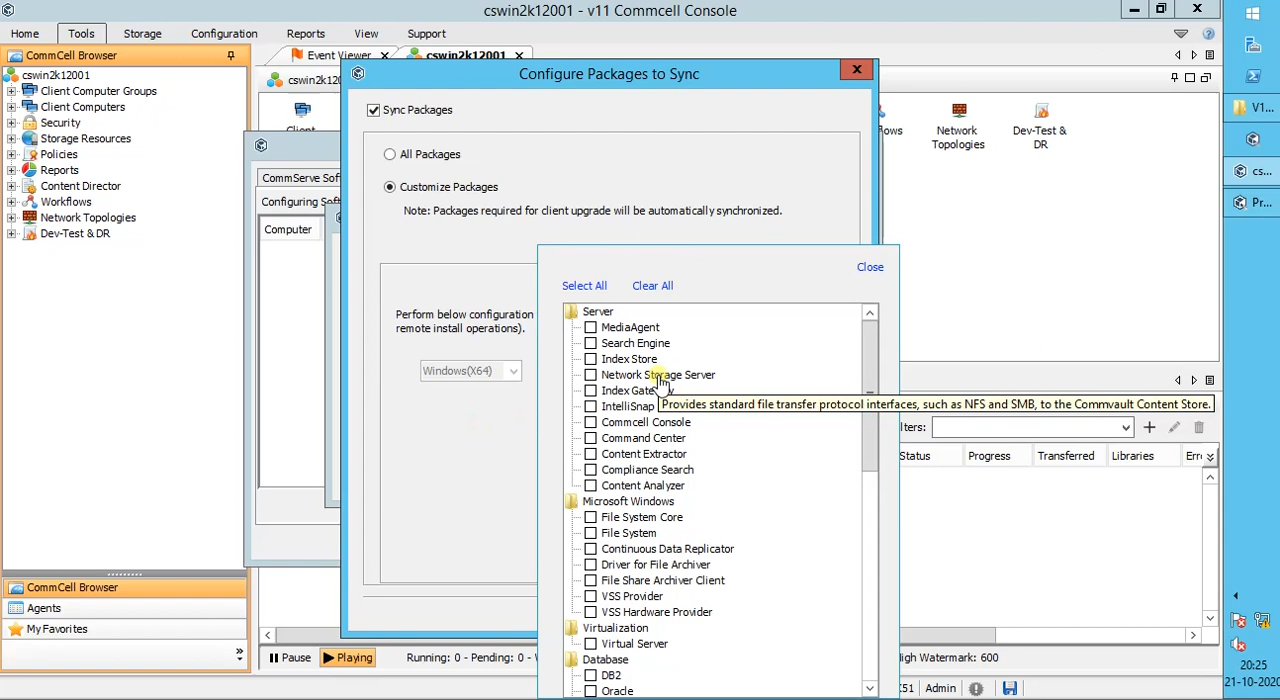 cswin2k12001 - v11 Commcell Console
Home Tools Storage Configuration Reports View Support
CommCell Browser
cswin2k12001
Client Computer Groups
Client Computers
Security
Storage Resources
Policies
Reports
Content Director
Workflows
Network Topologies
Dev-Test & DR
CommCell Browser
Agents
My Favorites
Event Viewer
cswin2k12001
Network
Topologies
Dev-Test &
DR
Computer
Configure Packages to Sync
Sync Packages
All Packages
Customize Packages
Note: Packages required for client upgrade will be automatically synchronized.
Perform below configuration
remote install operations).
Windows(X64)
Close
Select All Clear All
Server
MediaAgent
Search Engine
Index Store
Network Storage Server
IntelliSnap
Provides standard file transfer protocol interfaces, such as NFS and SMB, to the Commvault Content Store.
Commcell Console
Command Center
Content Extractor
Compliance Search
Content Analyzer
Microsoft Windows
File System Core
File System
Continuous Data Replicator
Driver for File Archiver
File Share Archiver Client
VSS Provider
VSS Hardware Provider
Virtualization
Virtual Server
Database
DB2
Oracle
Status Progress Transferred Libraries
Pause Playing Running: 0 - Pending: 0 -
High Watermark: 600
Admin
V1...
cs...
Pr...
20:25
21-10-2020